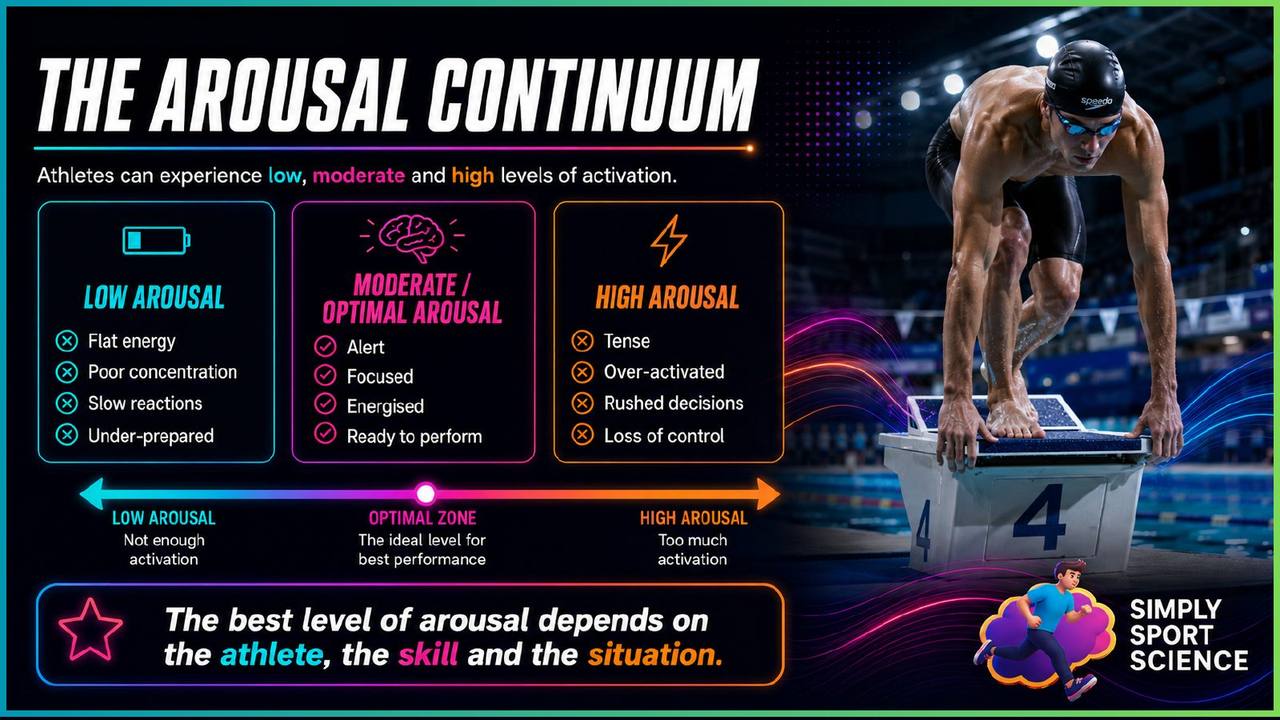 THE AROUSAL CONTINUUM
Athletes can experience low, moderate and high levels of activation.
LOW AROUSAL
Flat energy
Poor concentration
Slow reactions
Under-prepared
MODERATE /
OPTIMAL AROUSAL
Alert
Focused
Energised
Ready to perform
HIGH AROUSAL
Tense
Over-activated
Rushed decisions
Loss of control
LOW AROUSAL
Not enough
activation
OPTIMAL ZONE
The ideal level for
best performance
HIGH AROUSAL
Too much
activation
The best level of arousal depends on
the athlete, the skill and the situation.
speedo
4
4
SIMPLY
SPORT
SCIENCE